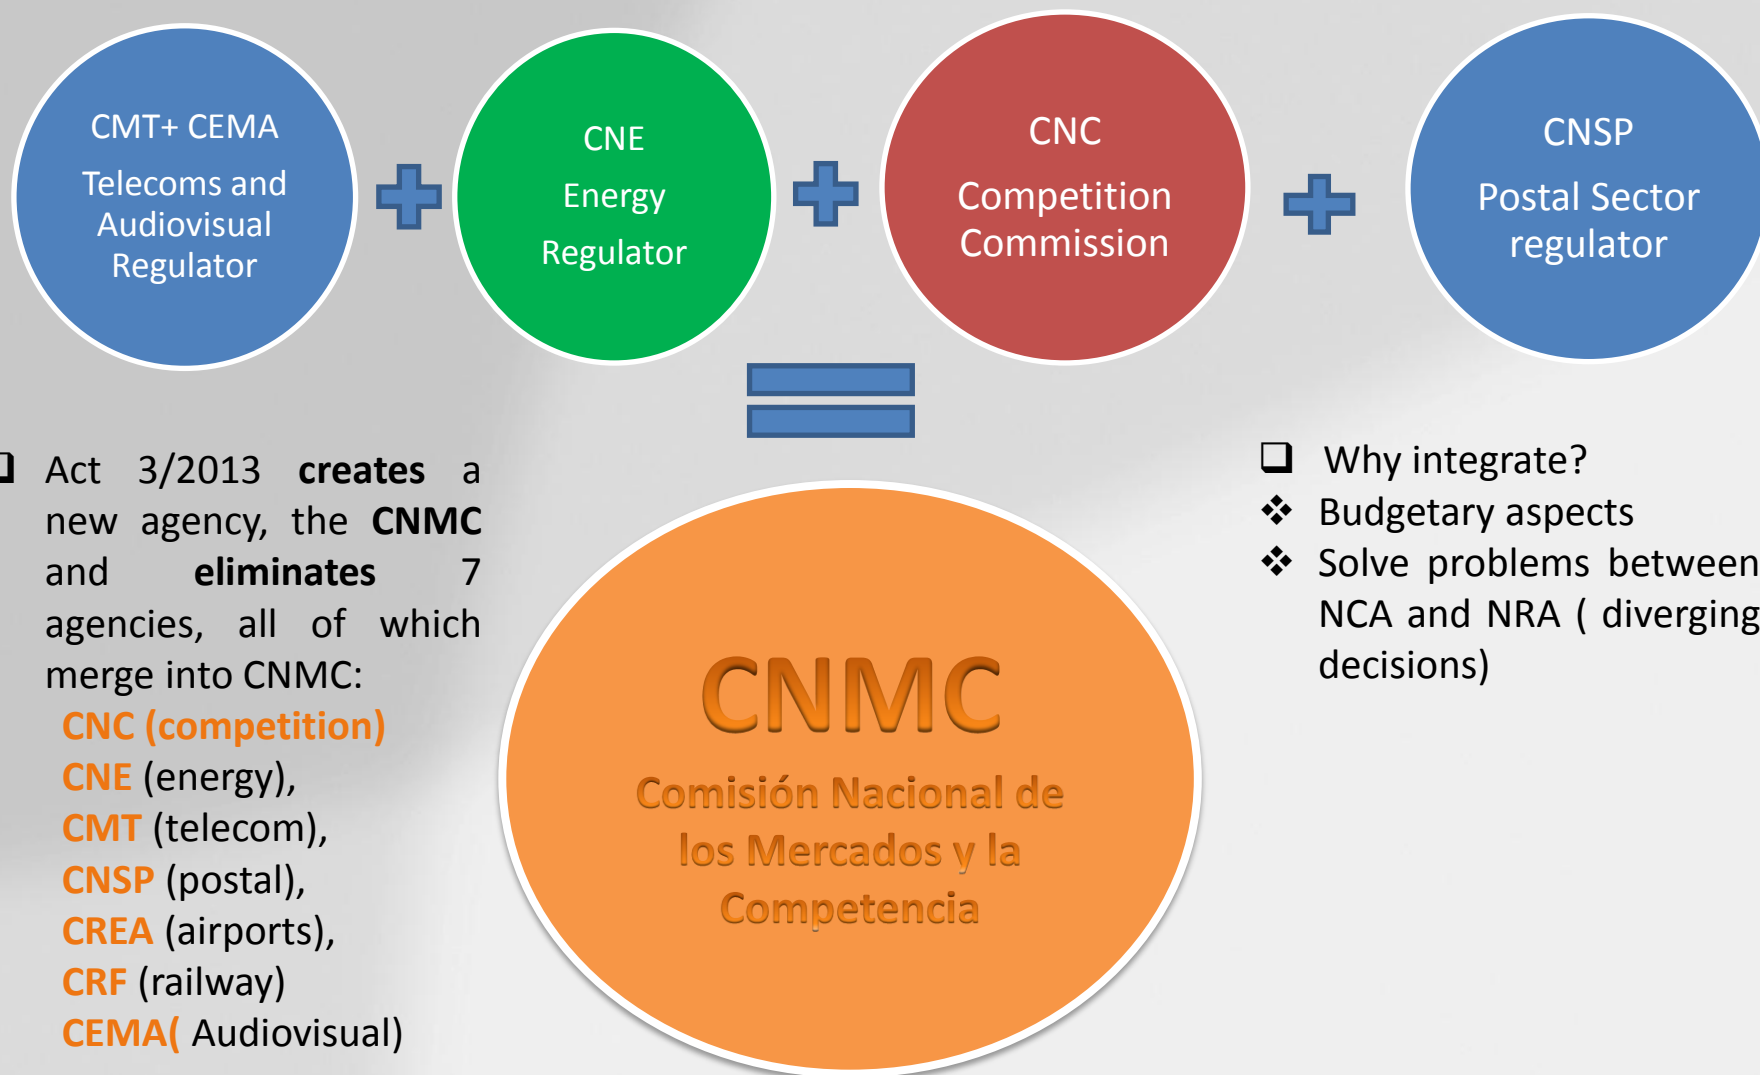 CMT+ CEMA
Telecoms and
Audiovisual
Regulator
CNE
Energy
Regulator
CNC
Competition
Commission
CNSP
Postal Sector
regulator
❑ Act 3/2013 creates a
new agency, the CNMC
and eliminates 7
agencies, all of which
merge into CNMC:
CNC (competition)
CNE (energy),
CMT (telecom),
CNSP (postal),
CREA (airports),
CRF (railway)
CEMA( Audiovisual)
CNMC
Comisión Nacional de
los Mercados y la
Competencia
❑ Why integrate?
❖ Budgetary aspects
❖ Solve problems between
NCA and NRA ( diverging
decisions)